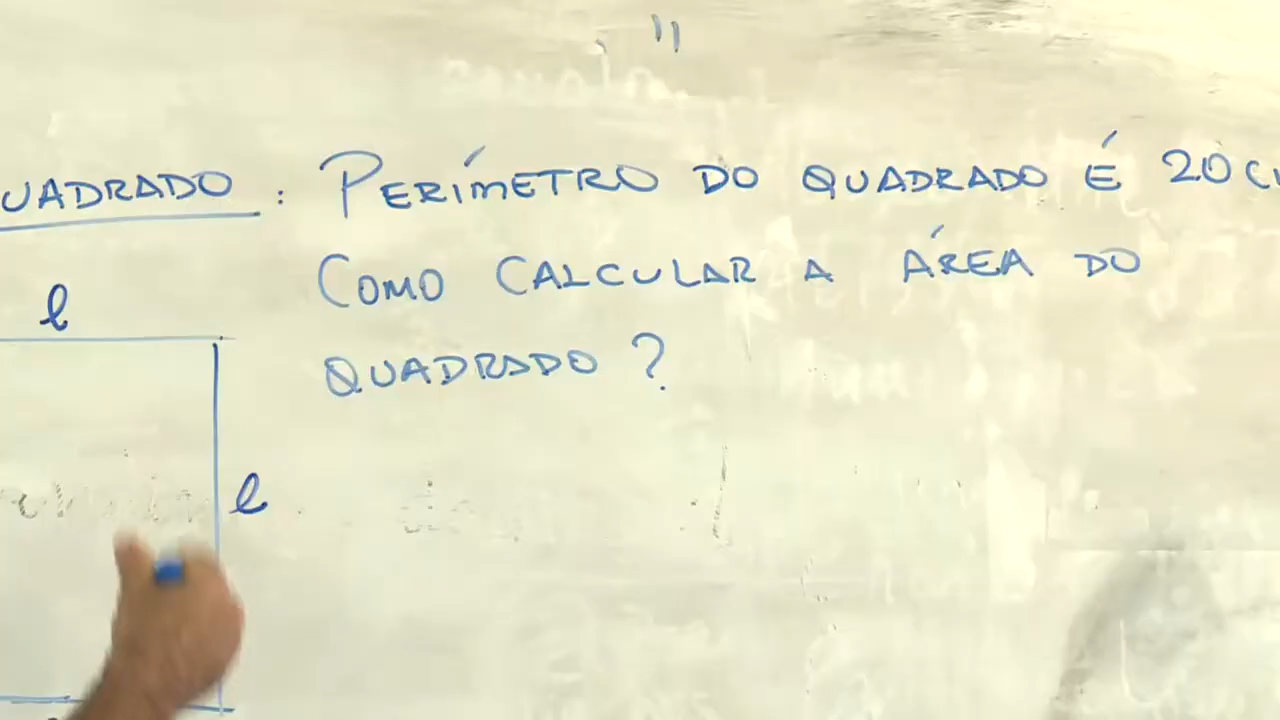 UADRADO : PERÍMETRO DO QUADRADO É 20 C
COMO CALCULAR A ÁREA DO
QUADRADO ?
l
l